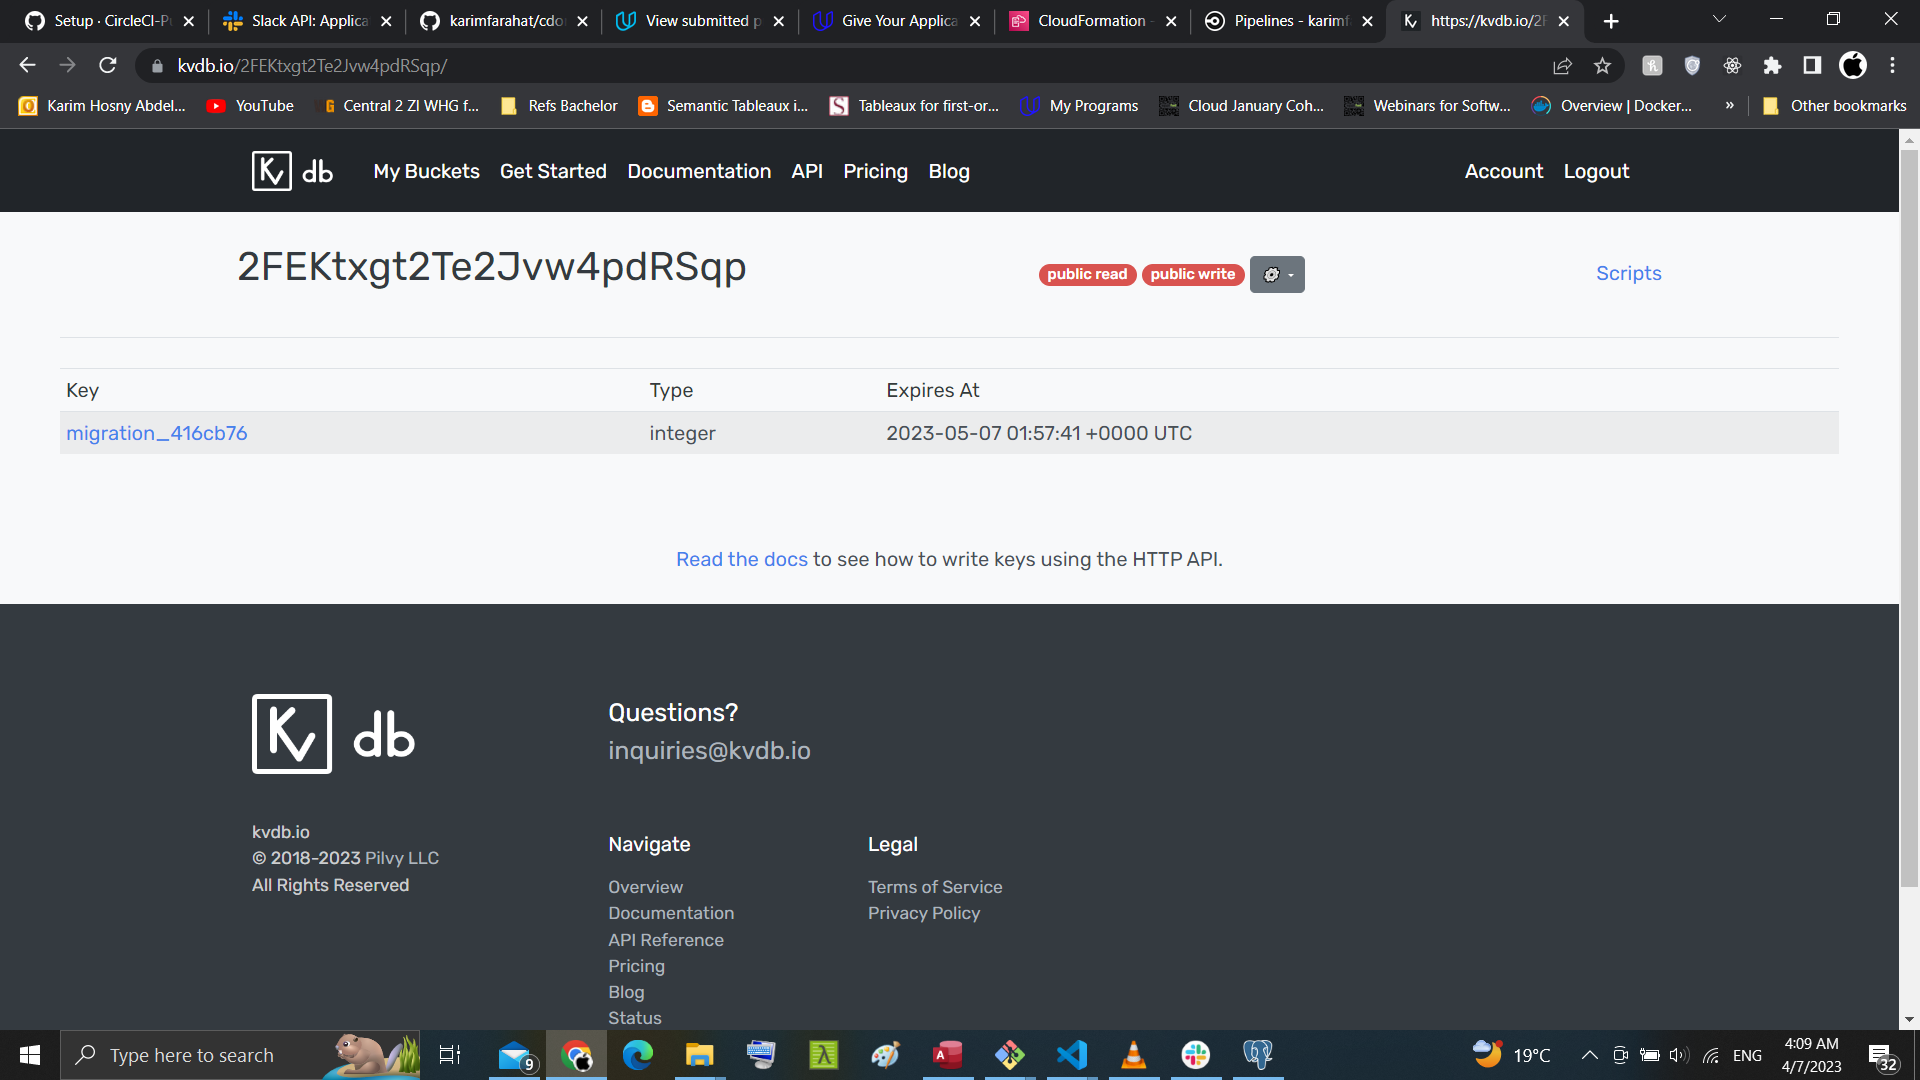 Setup · CircleCI-Pu
Slack API: Applica
karimfarahat/cdo
View submitted p
Give Your Applica
CloudFormation -
Pipelines - karimf
https://kvdb.io/2F
kvdb.io/2FEKtxgt2Te2Jvw4pdRSqp/
Karim Hosny Abdel...
YouTube
Central 2 ZI WHG f...
Refs Bachelor
Semantic Tableaux i...
Tableaux for first-or...
My Programs
Cloud January Coh...
Webinars for Softw...
Overview | Docker...
»
Other bookmarks
Kv db
My Buckets
Get Started
Documentation
API
Pricing
Blog
Account
Logout
2FEKtxgt2Te2Jvw4pdRSqp
public read
public write
Scripts
Key Type Expires At
migration_416cb76 integer 2023-05-07 01:57:41 +0000 UTC
Read the docs to see how to write keys using the HTTP API.
Kv db
kvdb.io
© 2018-2023 Pilvy LLC
All Rights Reserved
Questions?
inquiries@kvdb.io
Navigate
Overview
Documentation
API Reference
Pricing
Blog
Status
Legal
Terms of Service
Privacy Policy
Type here to search
9
19°C
ENG
4:09 AM
4/7/2023
32